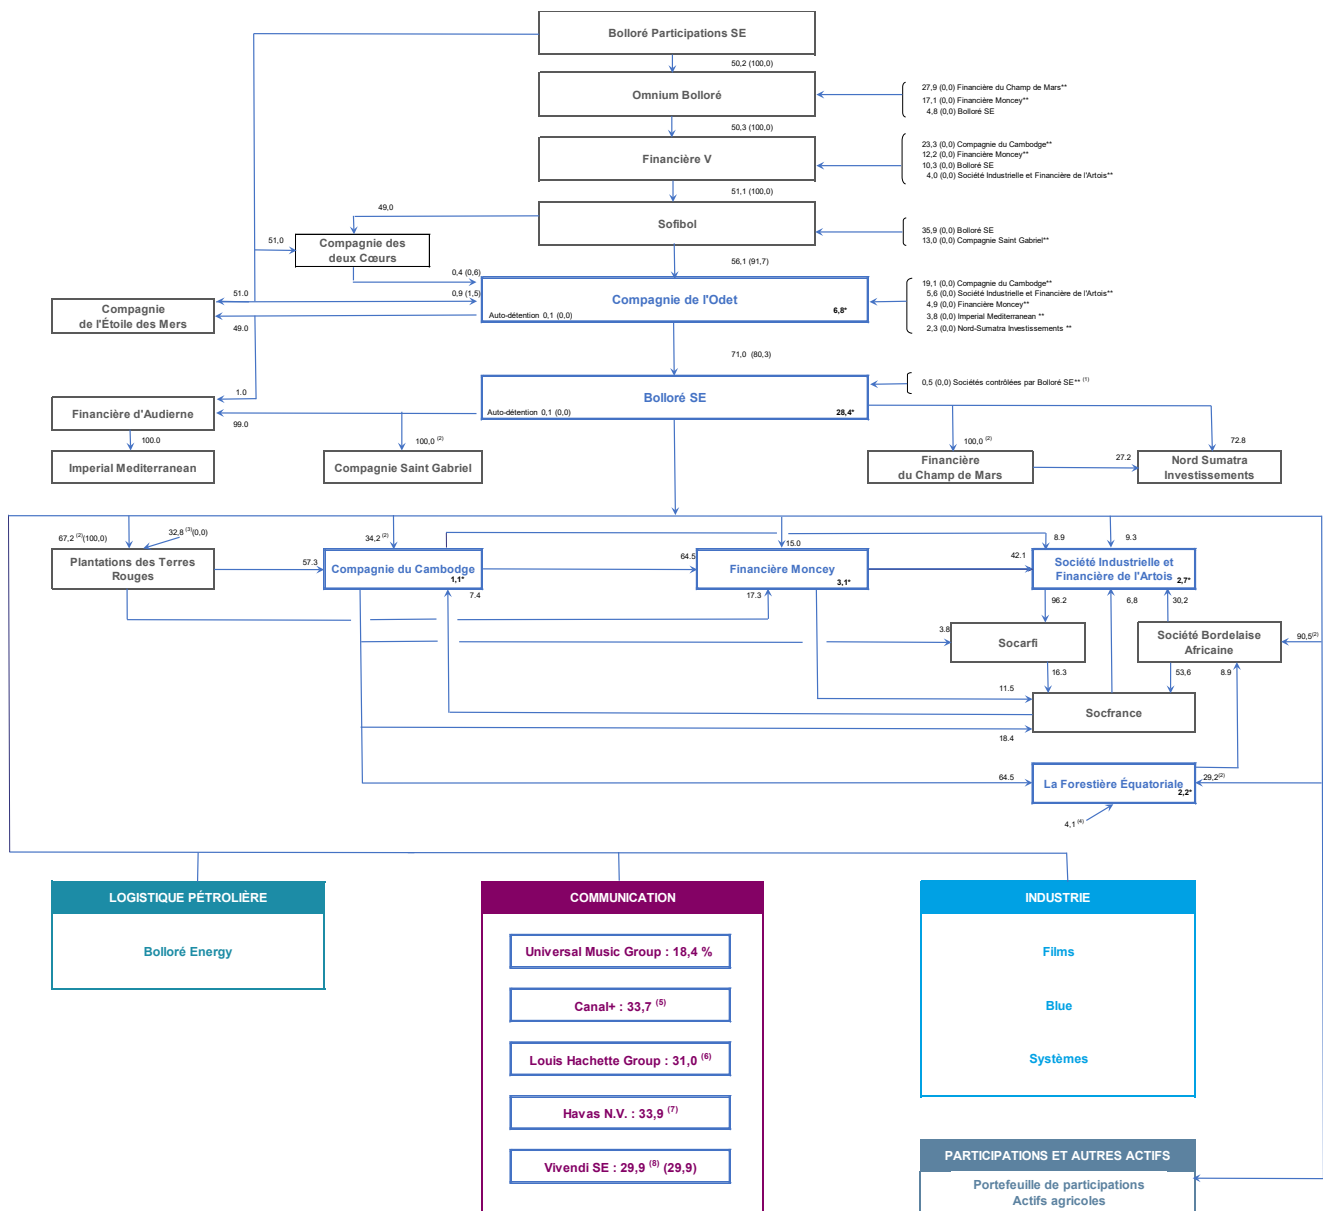 Bolloré Participations SE
50,2 (100,0)
Omnium Bolloré
27,9 (0,0) Financière du Champ de Mars**
17,1 (0,0) Financière Moncey**
4,8 (0,0) Bolloré SE
50,3 (100,0)
Financière V
23,3 (0,0) Compagnie du Cambodge**
12,2 (0,0) Financière Moncey**
10,3 (0,0) Bolloré SE
4,0 (0,0) Société Industrielle et Financière de l'Artois**
51,1 (100,0)
49,0
Sofibol
35,9 (0,0) Bolloré SE
13,0 (0,0) Compagnie Saint Gabriel**
51,0
Compagnie des
deux Cœurs
56,1 (91,7)
0,4 (0,6)
51.0
0,9 (1,5)
Compagnie
de l'Étoile des Mers
49.0
Compagnie de l'Odet
Auto-détention 0,1 (0,0)
6,8*
19,1 (0,0) Compagnie du Cambodge**
5,6 (0,0) Société Industrielle et Financière de l'Artois**
4,9 (0,0) Financière Moncey**
3,8 (0,0) Imperial Mediterranean **
2,3 (0,0) Nord-Sumatra Investissements **
71,0 (80,3)
0,5 (0,0) Sociétés contrôlées par Bolloré SE** (1)
1.0
Financière d'Audierne
99.0
Bolloré SE
Auto-détention 0,1 (0,0)
28,4*
100.0
100,0 (2)
100,0 (2)
72.8
Imperial Mediterranean
Compagnie Saint Gabriel
Financière
du Champ de Mars
27.2
Nord Sumatra
Investissements
67,2 (2)(100,0)
32,8 (3)(0,0)
34,2 (2)
15.0
8.9
9.3
Plantations des Terres
Rouges
57.3
Compagnie du Cambodge
1,1*
64.5
Financière Moncey
3,1*
42.1
Société Industrielle et
Financière de l'Artois
2,7*
7.4
17.3
96.2
6,8
30,2
3.8
Socarfi
Société Bordelaise
Africaine
90,5(2)
16.3
53,6
8.9
11.5
Socfrance
18.4
64.5
La Forestière Équatoriale
2,2*
29,2(2)
4,1 (4)
LOGISTIQUE PÉTROLIÈRE
Bolloré Energy
COMMUNICATION
Universal Music Group : 18,4 %
Canal+ : 33,7 (5)
Louis Hachette Group : 31,0 (6)
Havas N.V. : 33,9 (7)
Vivendi SE : 29,9 (8) (29,9)
INDUSTRIE
Films
Blue
Systèmes
PARTICIPATIONS ET AUTRES ACTIFS
Portefeuille de participations
Actifs agricoles